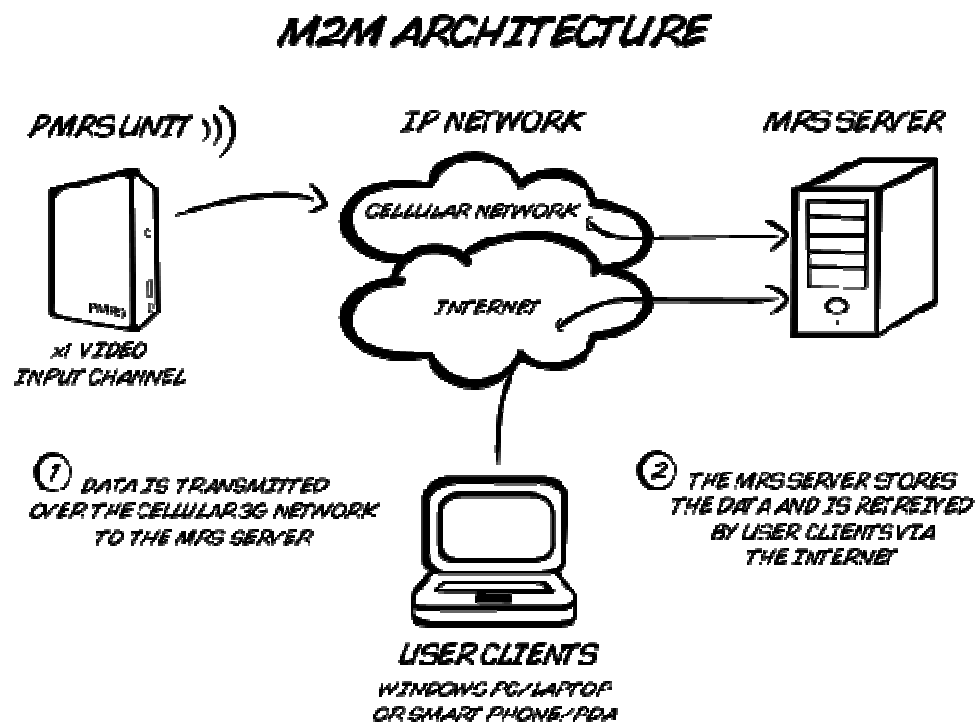 M2M ARCHITECTURE
PMRS UNIT
IP NETWORK
MRS SERVER
CELLULAR NETWORK
INTERNET
PMRS
x1 VIDEO
INPUT CHANNEL
1
DATA IS TRANSMITTED
OVER THE CELLULAR 3G NETWORK
TO THE MRS SERVER
2
THE MRS SERVER STORES
THE DATA AND IS RETREIVED
BY USER CLIENTS VIA
THE INTERNET
USER CLIENTS
WINDOWS PC/LAPTOP
OR SMART PHONE/PDA